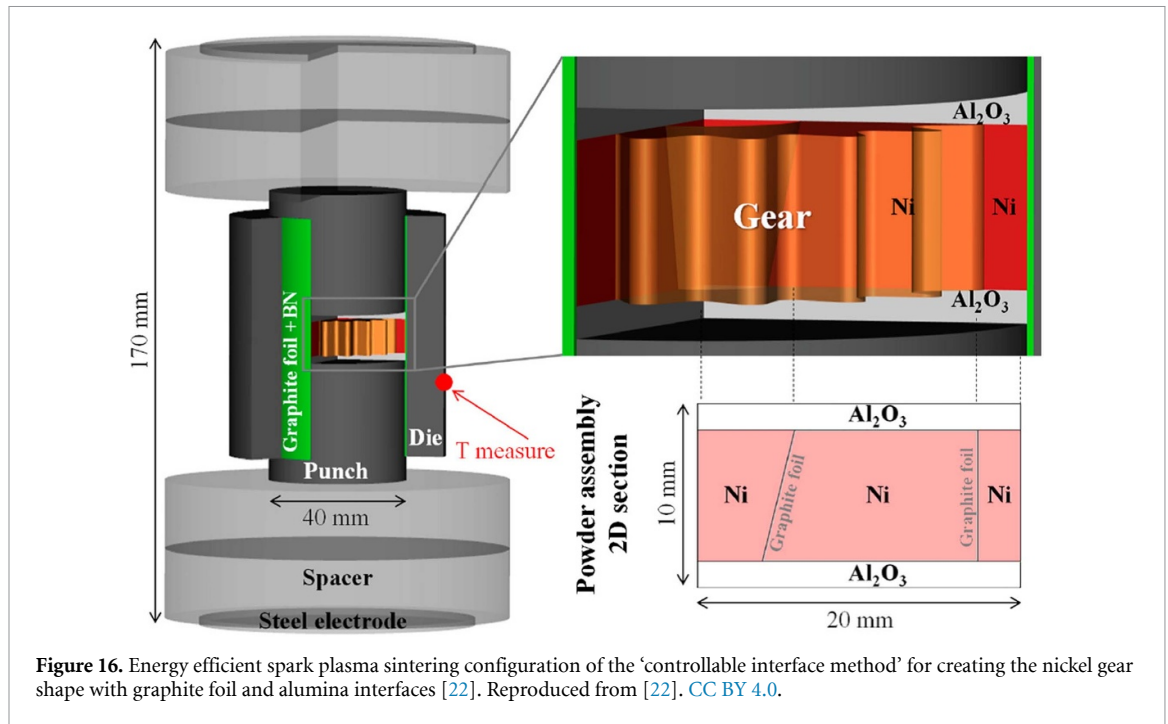 170 mm
Graphite foil +BN
Die
T measure
Punch
40 mm
Spacer
Steel electrode
Al₂O₃
Gear
Ni
Ni
Al₂O₃
Powder assembly
2D section
10 mm
Al₂O₃
Ni
Graphite foil
Ni
Graphite foil
Ni
Al₂O₃
20 mm
Figure 16. Energy efficient spark plasma sintering configuration of the ‘controllable interface method’ for creating the nickel gear
shape with graphite foil and alumina interfaces [22]. Reproduced from [22]. CC BY 4.0.